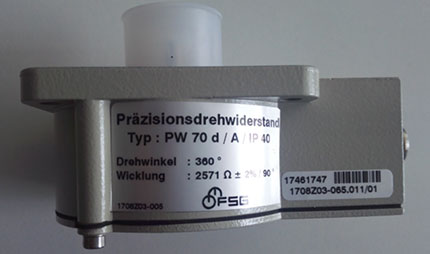 Präzisionsdrehwiderstand
Typ : PW 70 d / A / IP 40
Drehwinkel : 360°
Wicklung : 2571 Ω ± 2% / 90°
FSG
1708Z03-005
17461747
1708Z03-065.011/01